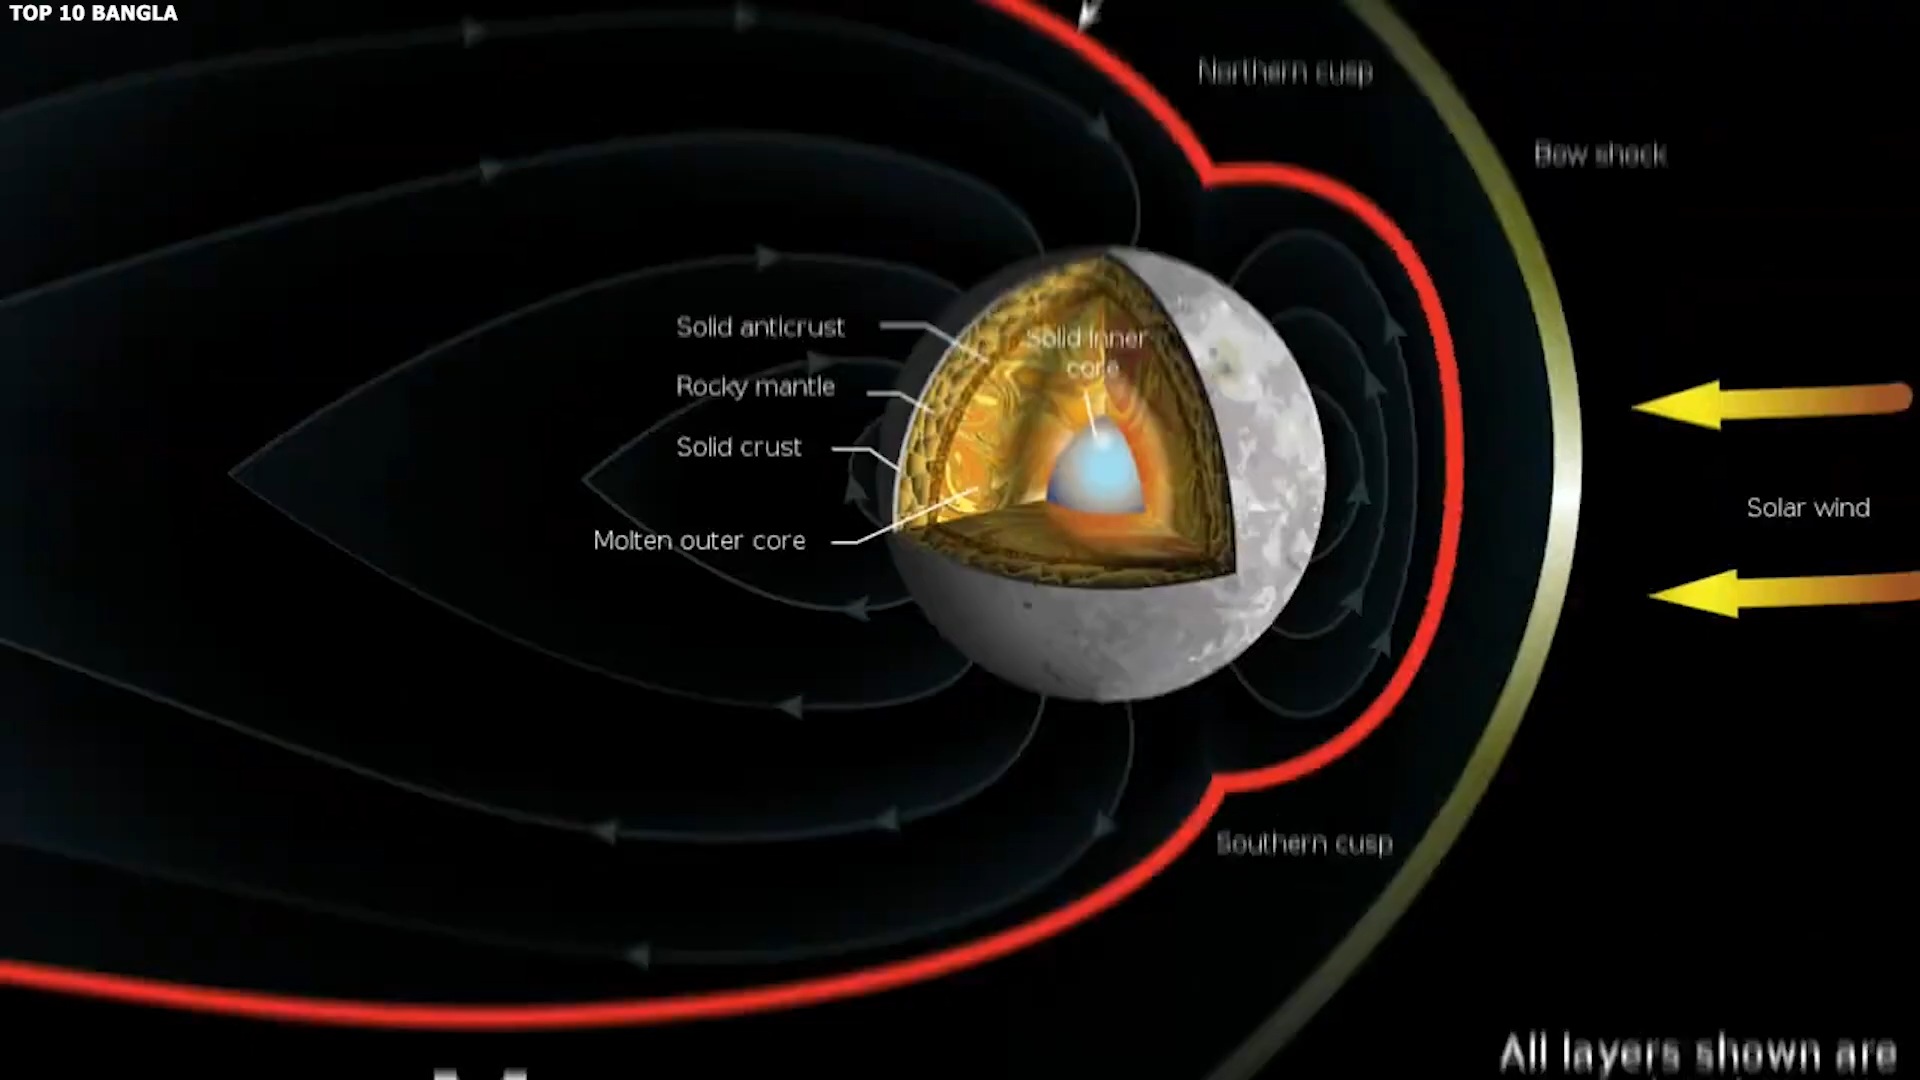 TOP 10 BANGLA
Northern cusp
Bow shock
Solid anticrust
Solid inner
core
Rocky mantle
Solid crust
Solar wind
Molten outer core
Southern cusp
All layers shown are